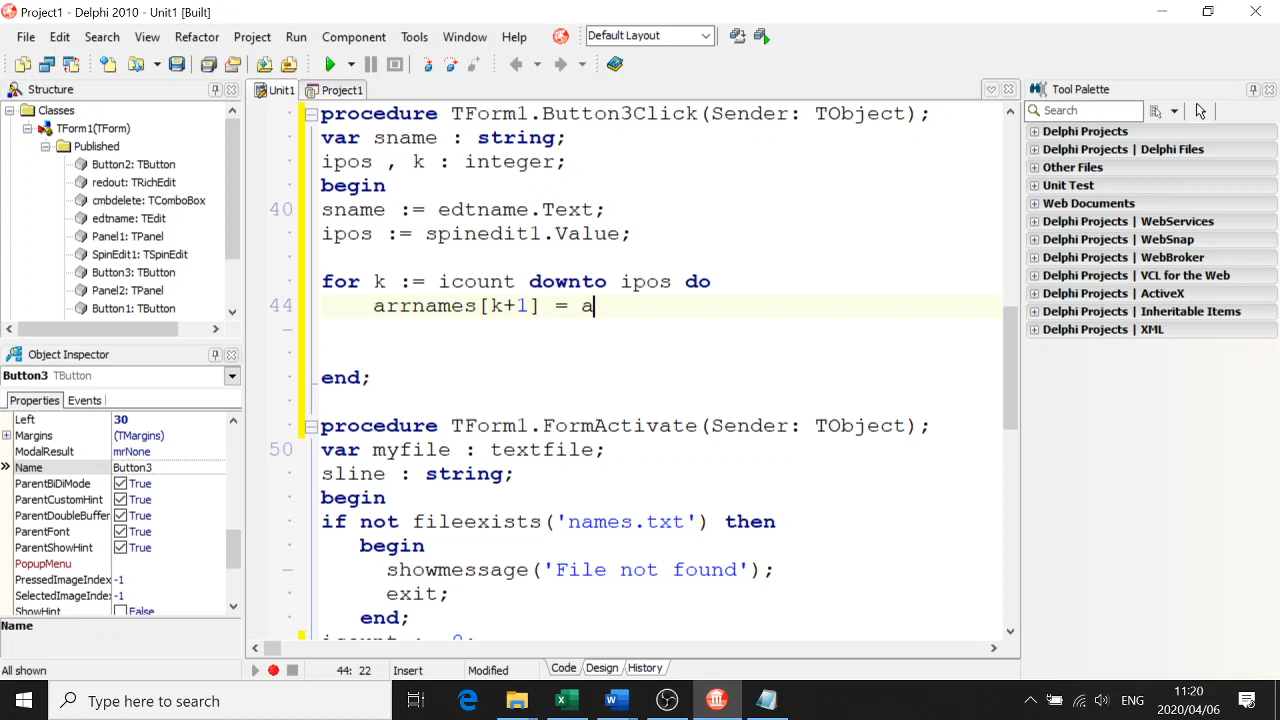 Project1 - Delphi 2010 - Unit1 [Built]
File Edit Search View Refactor Project Run Component Tools Window Help Default Layout
Structure
Classes
TForm1(TForm)
Published
Button2: TButton
redout: TRichEdit
cmbdelete: TComboBox
edtname: TEdit
Panel1: TPanel
SpinEdit1: TSpinEdit
Button3: TButton
Panel2: TPanel
Button1: TButton
Object Inspector
Button3 TButton
Properties Events
Left 30
Margins (TMargins)
ModalResult mrNone
Name Button3
ParentBiDiMode True
ParentCustomHint True
ParentDoubleBuffer True
ParentFont True
ParentShowHint True
PopupMenu
PressedImageIndex -1
SelectedImageIndex -1
ShowHint False
Name
All shown
Unit1 Project1
procedure TForm1.Button3Click(Sender: TObject);
var sname : string;
ipos , k : integer;
begin
40 sname := edtname.Text;
ipos := spinedit1.Value;
for k := icount downto ipos do
44 arrnames[k+1] = a
end;
procedure TForm1.FormActivate(Sender: TObject);
50 var myfile : textfile;
sline : string;
begin
if not fileexists('names.txt') then
begin
showmessage('File not found');
exit;
end;
44: 22 Insert Modified Code Design History
Tool Palette
Search
Delphi Projects
Delphi Projects | Delphi Files
Other Files
Unit Test
Web Documents
Delphi Projects | WebServices
Delphi Projects | WebSnap
Delphi Projects | WebBroker
VCL for the Web
Delphi Projects | ActiveX
Delphi Projects | Inheritable Items
Delphi Projects | XML
Type here to search
ENG
11:20
2020/04/06